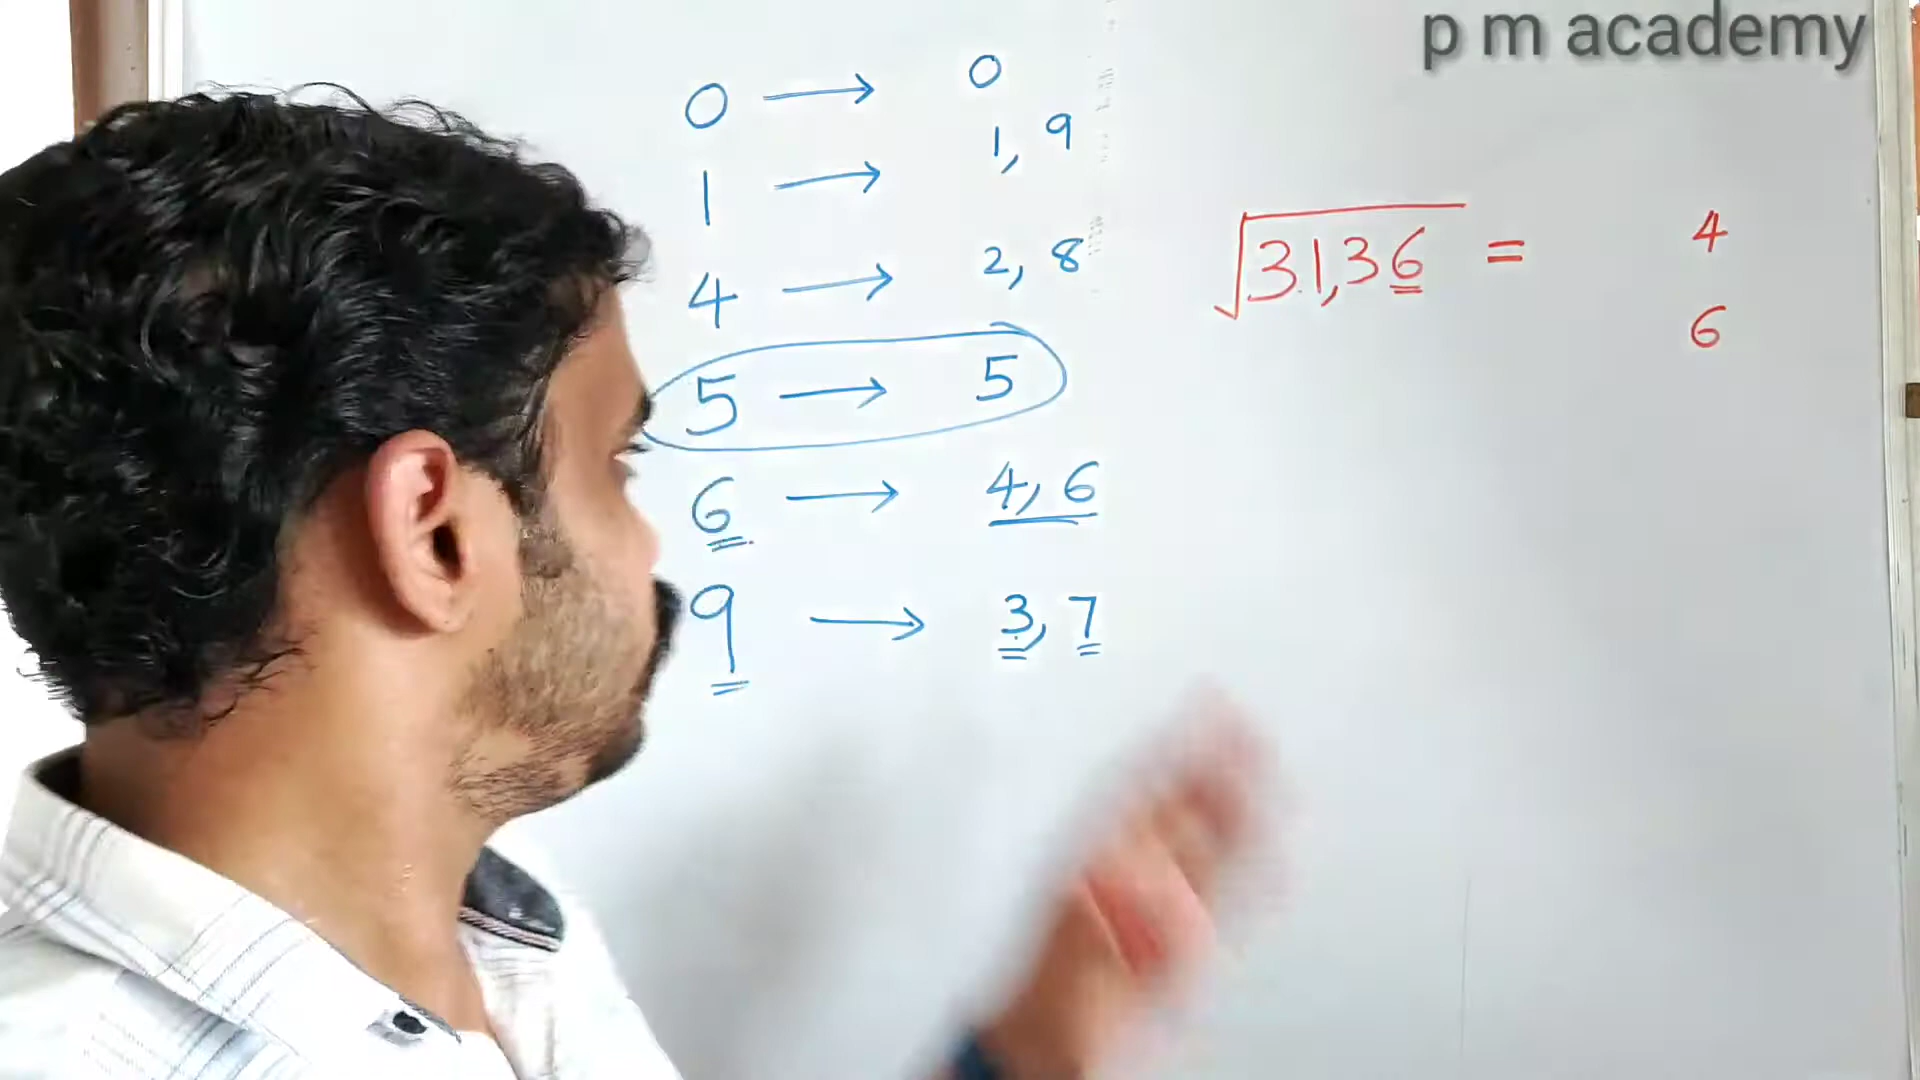 p m academy
0 → 0
1 → 1, 9
4 → 2, 8
5 → 5
6 → 4, 6
9 → 3, 7
√31,36 =
4
6